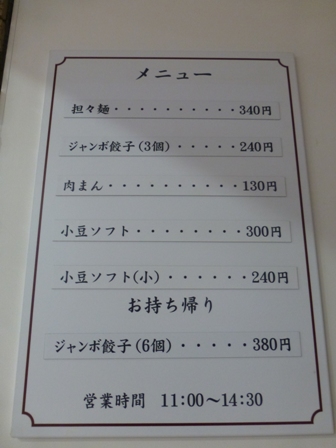 メニュー
担々麺・・・・・・・・・・340円
ジャンボ餃子(3個)・・・・・240円
肉まん・・・・・・・・・・130円
小豆ソフト・・・・・・・・300円
小豆ソフト(小)・・・・・・240円
お持ち帰り
ジャンボ餃子(6個)・・・・・380円
営業時間　11:00～14:30